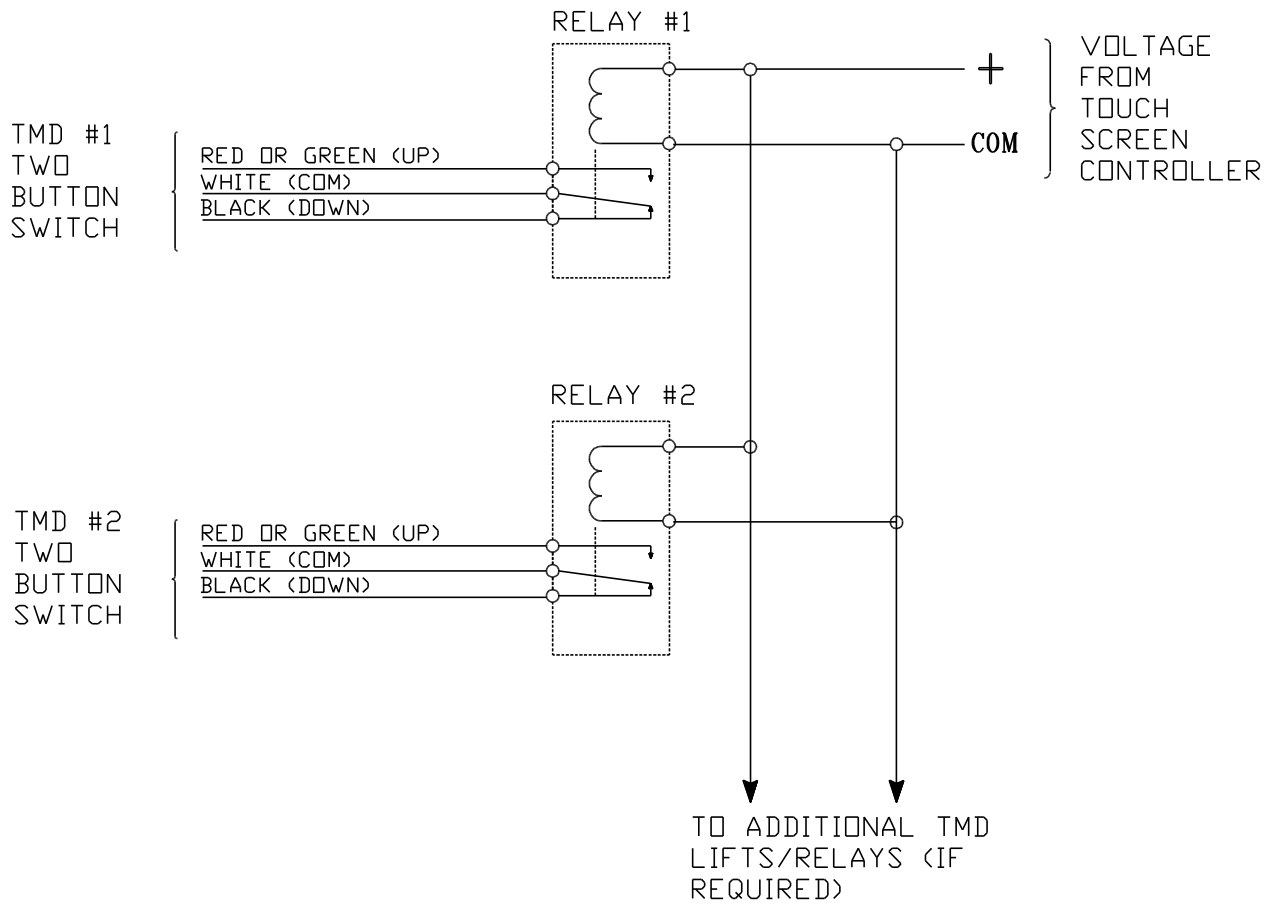 RELAY #1
+
COM
VOLTAGE
FROM
TOUCH
SCREEN
CONTROLLER
TMD #1
TWO
BUTTON
SWITCH
RED OR GREEN (UP)
WHITE (COM)
BLACK (DOWN)
RELAY #2
TMD #2
TWO
BUTTON
SWITCH
RED OR GREEN (UP)
WHITE (COM)
BLACK (DOWN)
TO ADDITIONAL TMD
LIFTS/RELAYS (IF
REQUIRED)